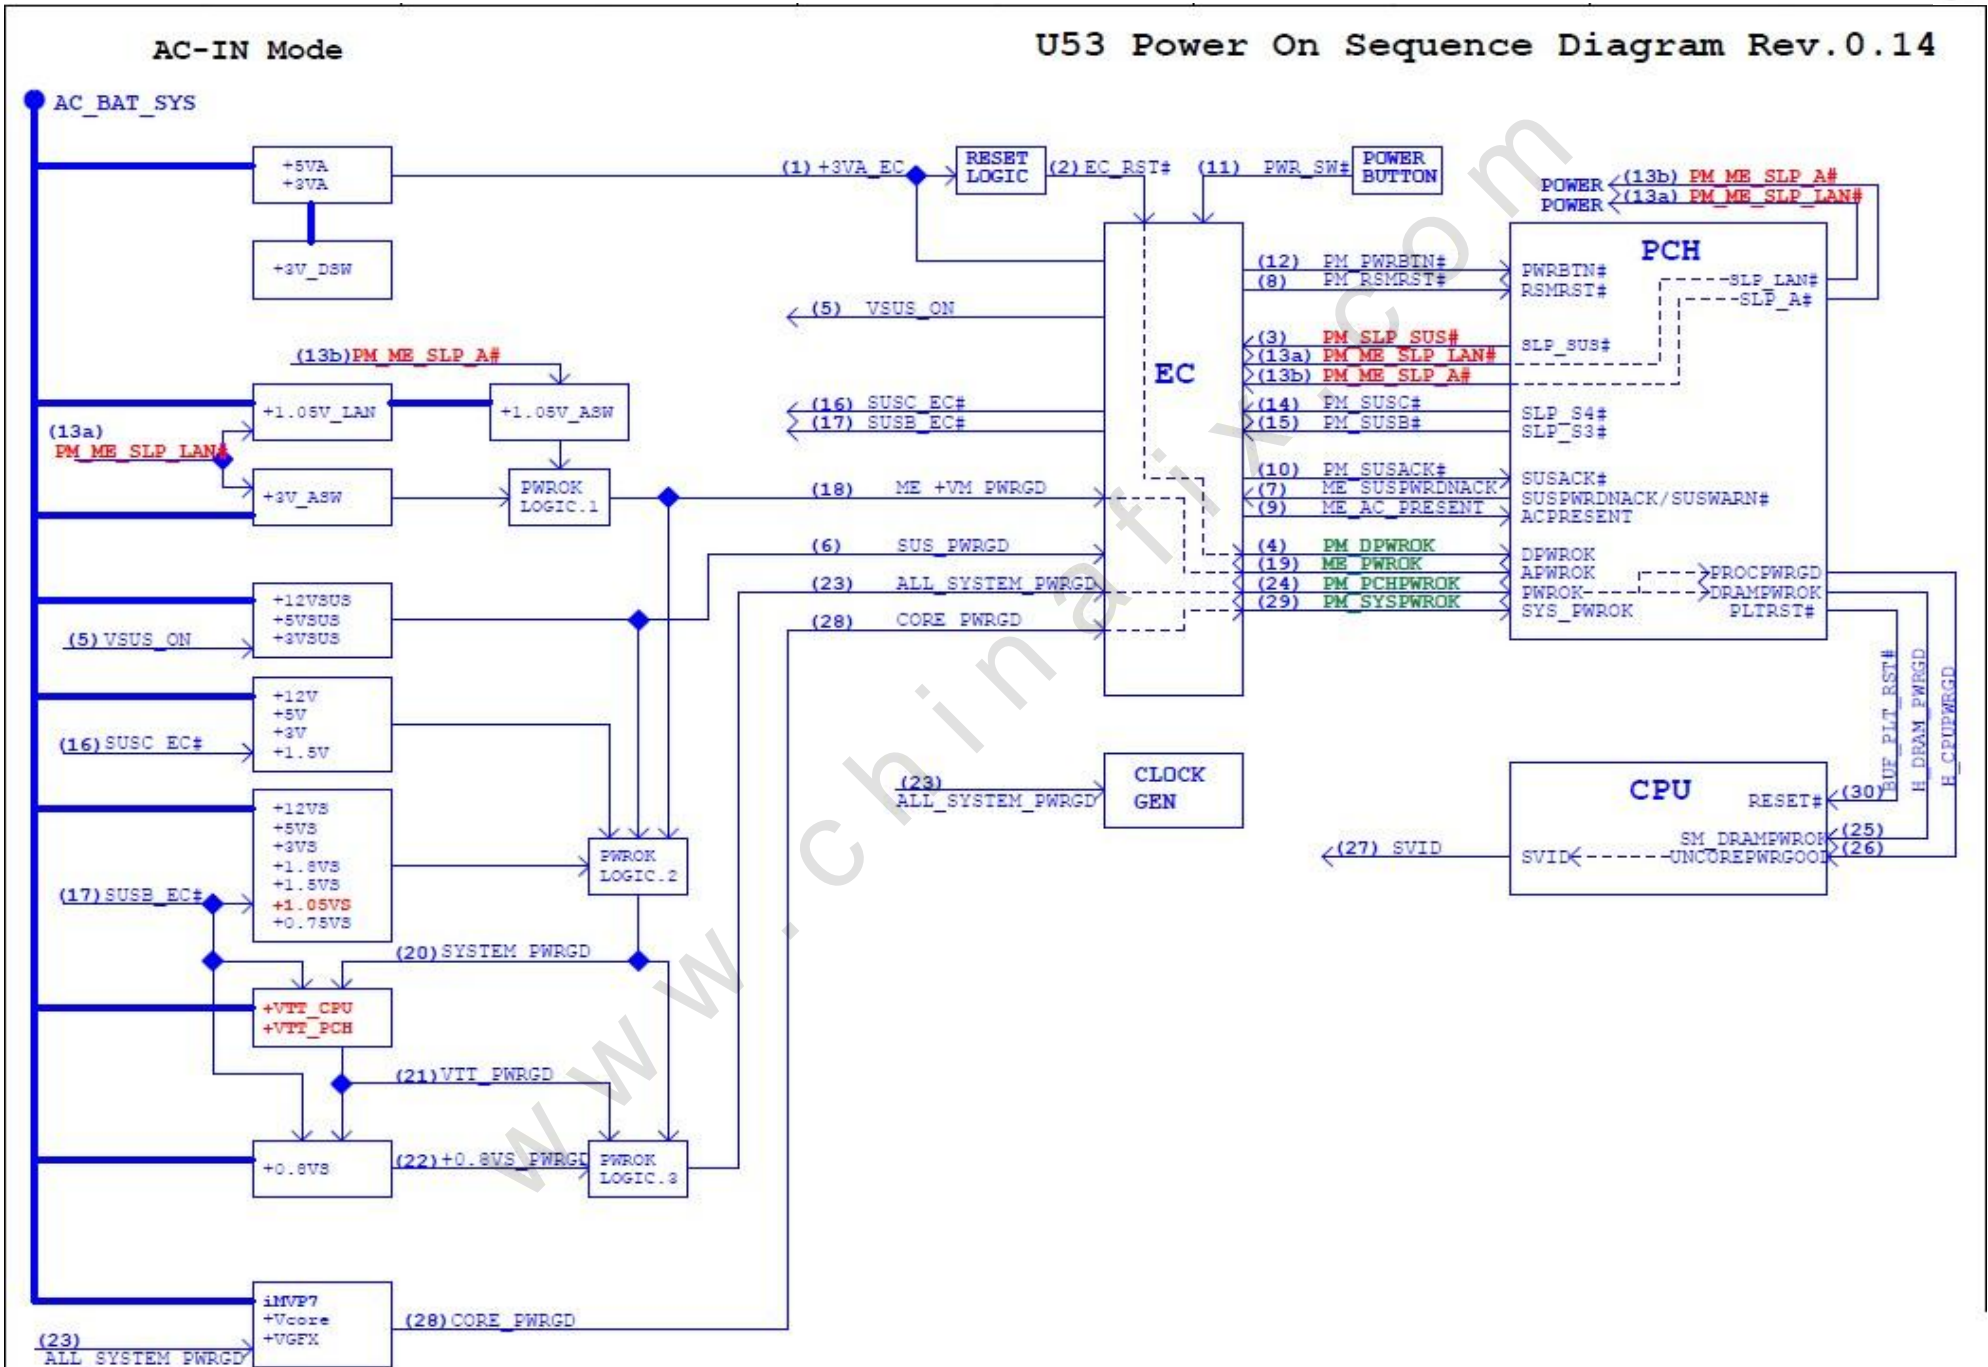 AC-IN Mode
U53 Power On Sequence Diagram Rev.0.14
AC_BAT_SYS
+5VA
+3VA
+3V_DSW
(1) +3VA_EC
RESET
LOGIC
(2) EC_RST#
(11) PWR_SW#
POWER
BUTTON
POWER
(13b) PM_ME_SLP_A#
POWER
(13a) PM_ME_SLP_LAN#
(13b)PM_ME_SLP_A#
+1.05V_LAN
+1.05V_ASW
(13a)
PM_ME_SLP_LAN#
+3V_ASW
PWROK
LOGIC.1
+12VSUS
+5VSUS
+3VSUS
(5) VSUS_ON
+12V
+5V
+3V
+1.5V
(16) SUSC_EC#
+12VS
+5VS
+3VS
+1.8VS
+1.5VS
+1.05VS
+0.75VS
(17) SUSB_EC#
PWROK
LOGIC.2
(20) SYSTEM_PWRGD
+VTT_CPU
+VTT_PCH
(21) VTT_PWRGD
+0.8VS
(22) +0.8VS_PWRGD
PWROK
LOGIC.3
iMVP7
+Vcore
+VGFX
(28) CORE_PWRGD
(23)
ALL_SYSTEM_PWRGD
(5) VSUS_ON
(16) SUSC_EC#
(17) SUSB_EC#
(18) ME_+VM_PWRGD
(6) SUS_PWRGD
(23) ALL_SYSTEM_PWRGD
(28) CORE_PWRGD
EC
(12) PM_PWRBTN#
(8) PM_RSMRST#
(3) PM_SLP_SUS#
(13a) PM_ME_SLP_LAN#
(13b) PM_ME_SLP_A#
(14) PM_SUSC#
(15) PM_SUSB#
(10) PM_SUSACK#
(7) ME_SUSPWRDNACK
(9) ME_AC_PRESENT
(4) PM_DPWROK
(19) ME_PWROK
(24) PM_PCHPWROK
(29) PM_SYSPWROK
PCH
PWRBTN#
RSMRST#
SLP_LAN#
SLP_A#
SLP_SUS#
SLP_S4#
SLP_S3#
SUSACK#
SUSPWRDNACK/SUSWARN#
ACPRESENT
DPWROK
APWROK
PWROK
SYS_PWROK
PROCPWRGD
DRAMPWROK
PLTRST#
BUF_PLT_RST#
H_DRAM_PWRGD
H_CPUPWRGD
(23)
ALL_SYSTEM_PWRGD
CLOCK
GEN
CPU
RESET#
(30)
SM_DRAMPWROK
(25)
UNCOREPWRGOOD
(26)
SVID
(27) SVID
www.chinafix.com